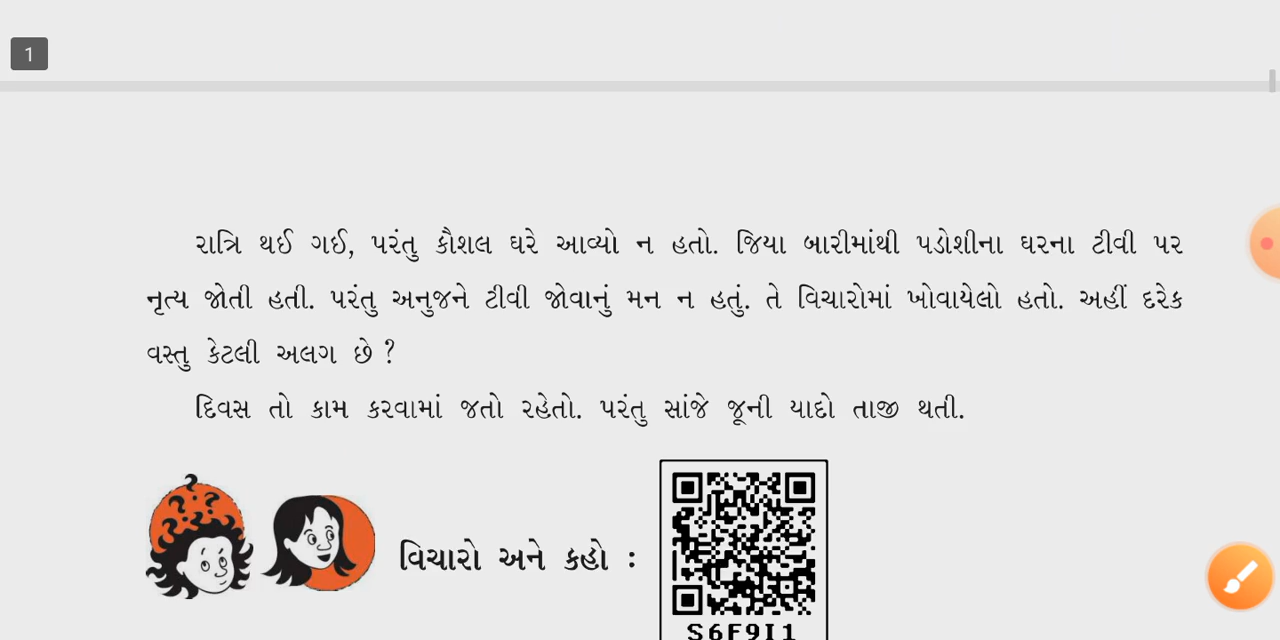 1
રાત્રિ થઈ ગઈ, પરંતુ કૌશલ ઘરે આવ્યો ન હતો. જિયા બારીમાંથી પડોશીના ઘરના ટીવી પર
નૃત્ય જોતી હતી. પરંતુ અનુજને ટીવી જોવાનું મન ન હતું. તે વિચારોમાં ખોવાયેલો હતો. અહીં દરેક
વસ્તુ કેટલી અલગ છે ?
દિવસ તો કામ કરવામાં જતો રહેતો. પરંતુ સાંજે જૂની યાદો તાજી થતી.
વિચારો અને કહો :
S6F9I1